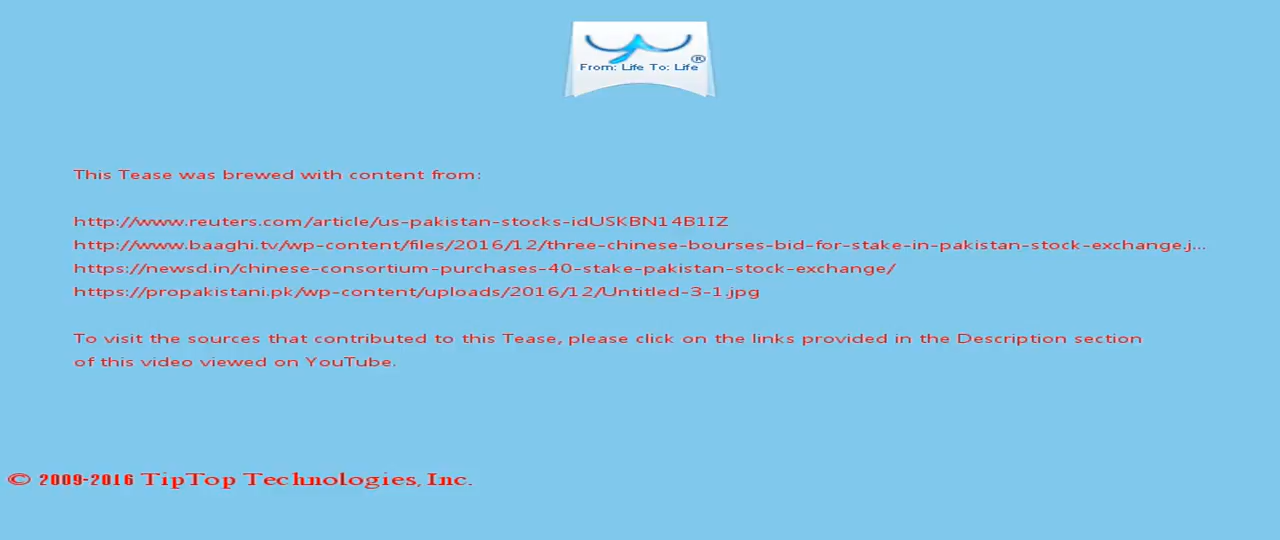 From: Life To: Life®
This Tease was brewed with content from:
http://www.reuters.com/article/us-pakistan-stocks-idUSKBN14B1IZ
http://www.baaghi.tv/wp-content/files/2016/12/three-chinese-bourses-bid-for-stake-in-pakistan-stock-exchange.j...
https://newsd.in/chinese-consortium-purchases-40-stake-pakistan-stock-exchange/
https://propakistani.pk/wp-content/uploads/2016/12/Untitled-3-1.jpg
To visit the sources that contributed to this Tease, please click on the links provided in the Description section
of this video viewed on YouTube.
© 2009-2016 TipTop Technologies, Inc.